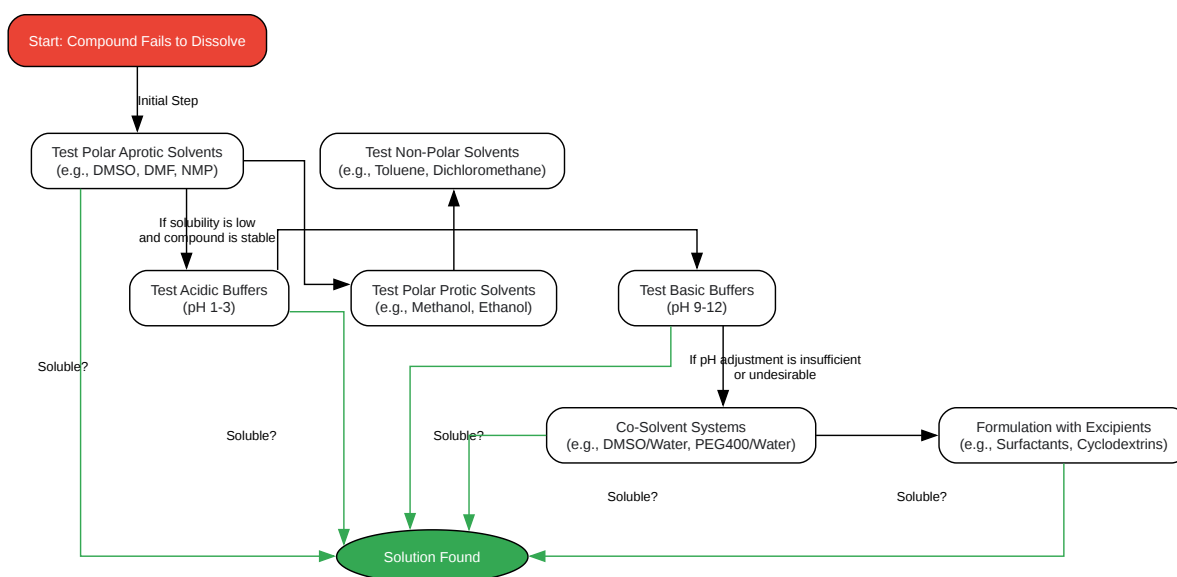 Start: Compound Fails to Dissolve
Initial Step
Test Polar Aprotic Solvents
(e.g., DMSO, DMF, NMP)
Test Non-Polar Solvents
(e.g., Toluene, Dichloromethane)
If solubility is low
and compound is stable
Test Acidic Buffers
(pH 1-3)
Test Polar Protic Solvents
(e.g., Methanol, Ethanol)
Test Basic Buffers
(pH 9-12)
Soluble?
If pH adjustment is insufficient
or undesirable
Soluble?
Soluble?
Co-Solvent Systems
(e.g., DMSO/Water, PEG400/Water)
Formulation with Excipients
(e.g., Surfactants, Cyclodextrins)
Soluble?
Soluble?
Solution Found